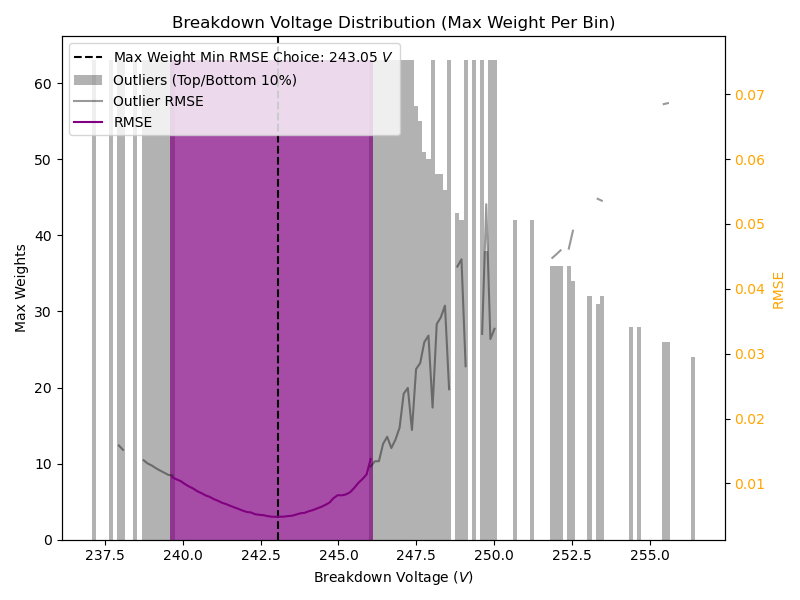 Breakdown Voltage Distribution (Max Weight Per Bin)
Max Weight Min RMSE Choice: 243.05 V
Outliers (Top/Bottom 10%)
Outlier RMSE
RMSE
Max Weights
60
50
40
30
20
10
0
237.5
240.0
242.5
245.0
247.5
250.0
252.5
255.0
Breakdown Voltage (V)
0.07
0.06
0.05
0.04
0.03
0.02
0.01
RMSE